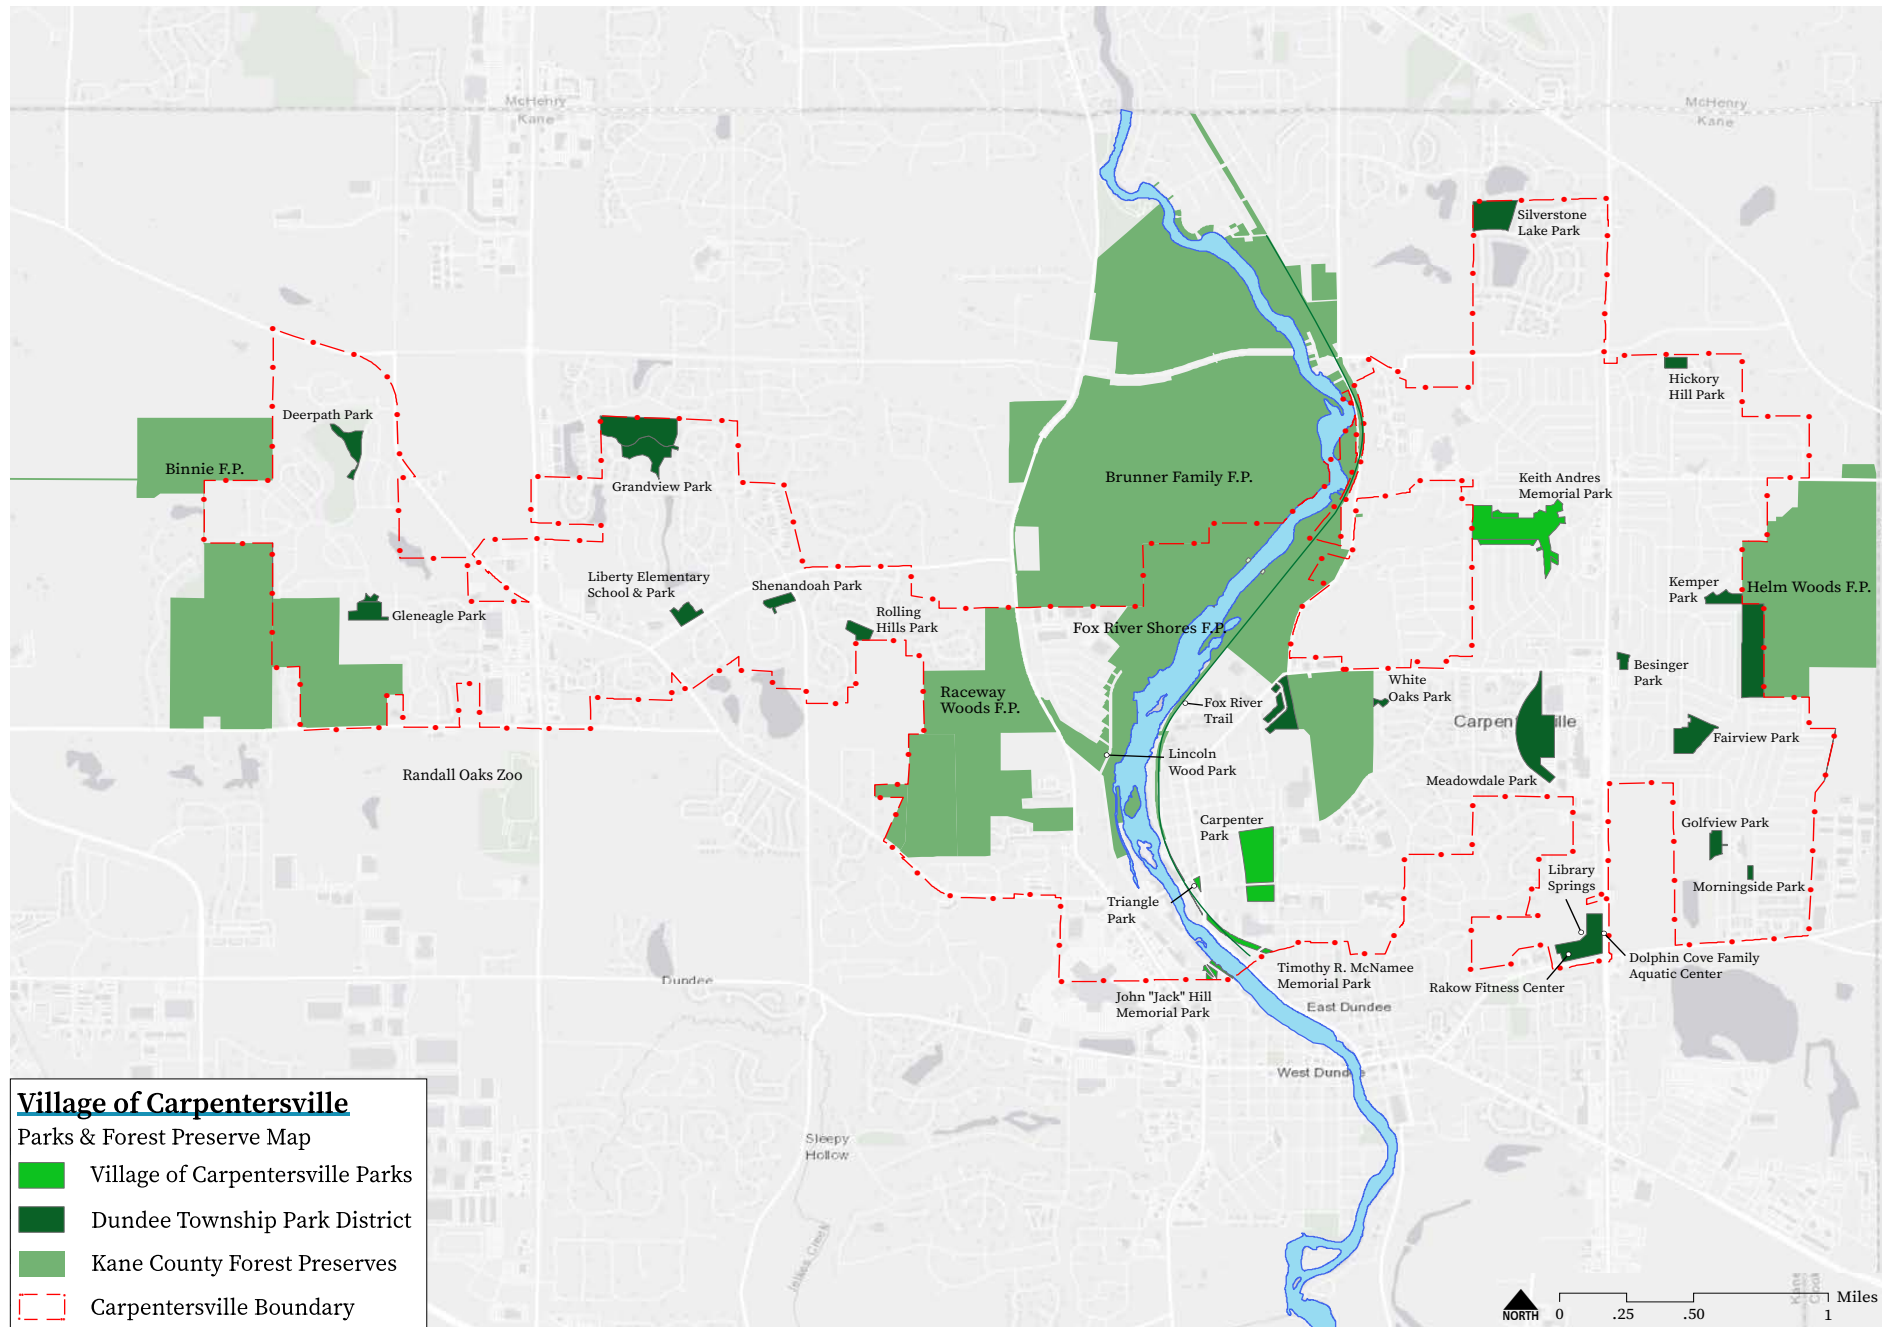 McHenry
Kane
McHenry
Kane
Silverstone
Lake Park
Hickory
Hill Park
Deerpath Park
Binnie F.P.
Grandview Park
Brunner Family F.P.
Keith Andres
Memorial Park
Liberty Elementary
School & Park
Shenandoah Park
Kemper
Park
Helm Woods F.P.
Gleneagle Park
Rolling
Hills Park
Fox River Shores F.P.
Besinger
Park
White
Oaks Park
Raceway
Woods F.P.
Fox River
Trail
Carpen
ville
Fairview Park
Lincoln
Wood Park
Randall Oaks Zoo
Meadowdale Park
Carpenter
Park
Golfview Park
Library
Springs
Morningside Park
Triangle
Park
Dolphin Cove Family
Aquatic Center
Timothy R. McNamee
Memorial Park
Rakow Fitness Center
Dundee
John "Jack" Hill
Memorial Park
East Dundee
West Dundee
Sleepy
Hollow
Jelkes Creek
Village of Carpentersville
Parks & Forest Preserve Map
Village of Carpentersville Parks
Dundee Township Park District
Kane County Forest Preserves
Carpentersville Boundary
Kane
Cook
NORTH
0 .25 .50 1 Miles